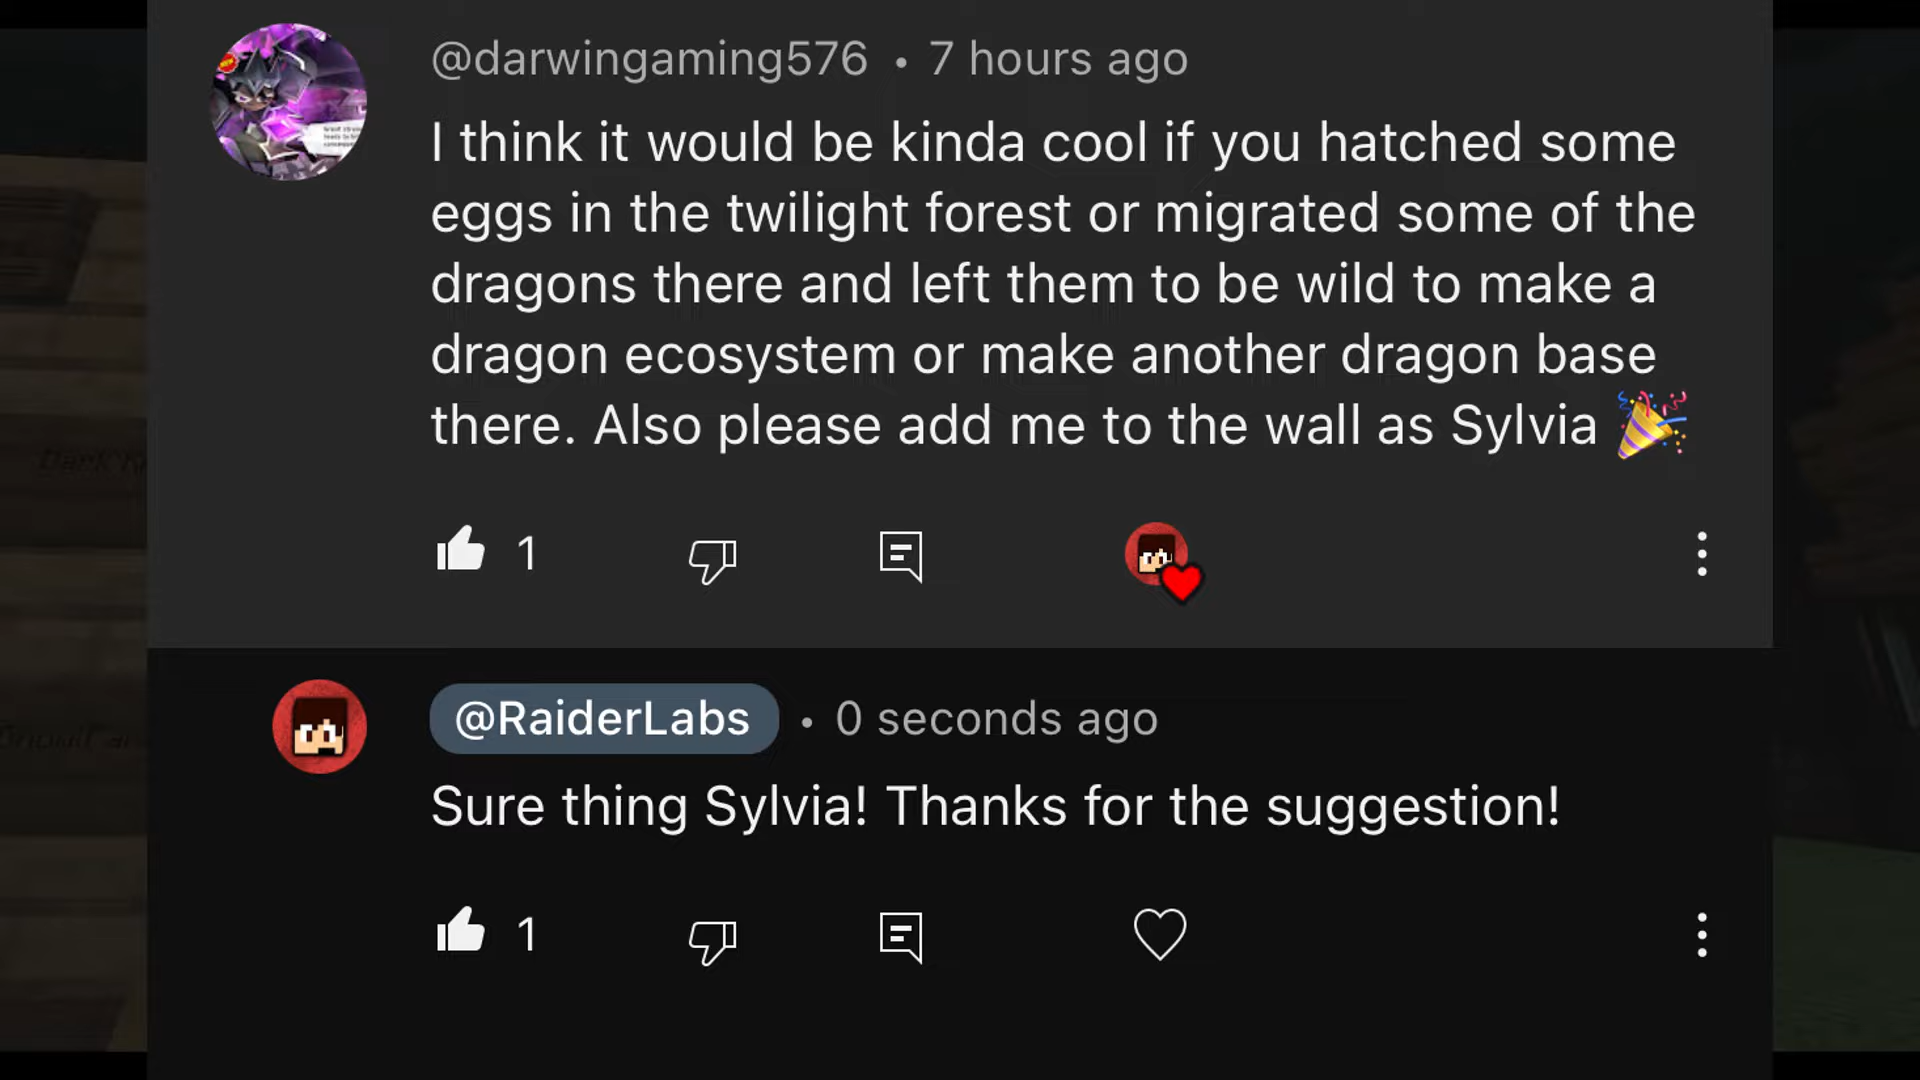 @darwingaming576 • 7 hours ago
I think it would be kinda cool if you hatched some
eggs in the twilight forest or migrated some of the
dragons there and left them to be wild to make a
dragon ecosystem or make another dragon base
there. Also please add me to the wall as Sylvia 🎉
1
@RaiderLabs • 0 seconds ago
Sure thing Sylvia! Thanks for the suggestion!
1